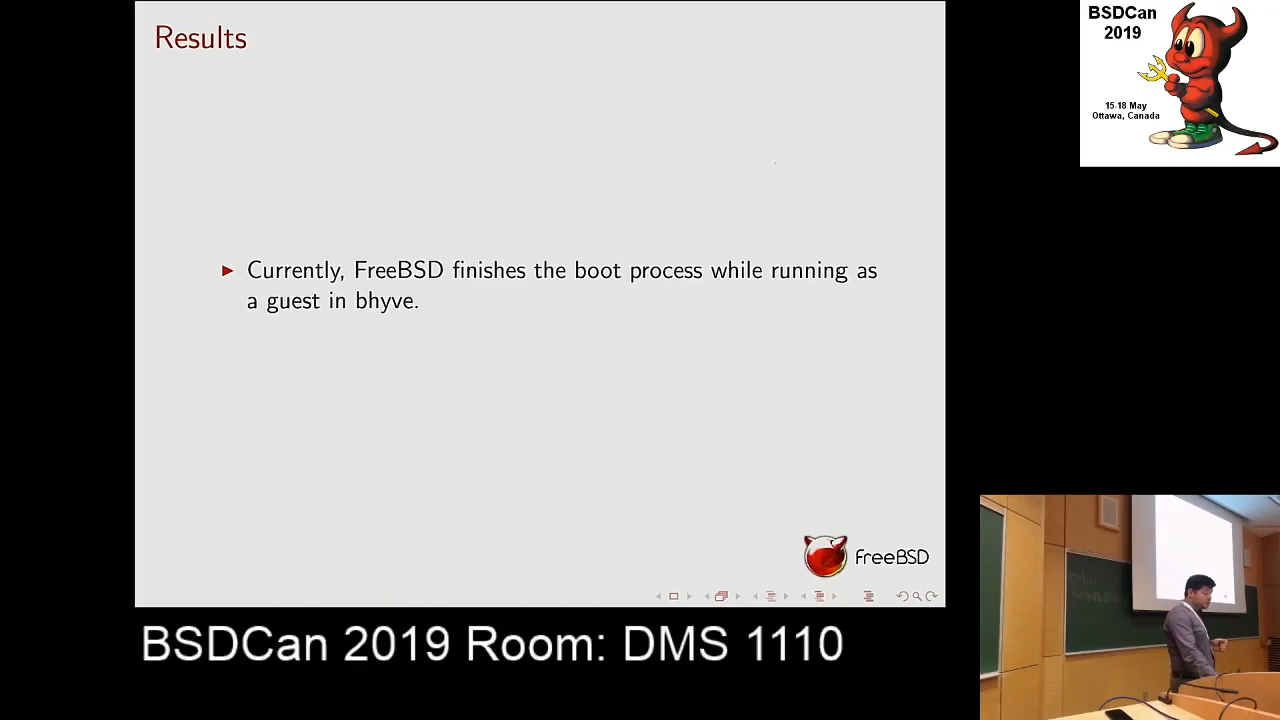 Results
BSDCan
2019
15-18 May
Ottawa, Canada
Currently, FreeBSD finishes the boot process while running as
a guest in bhyve.
FreeBSD
BSDCan 2019 Room: DMS 1110